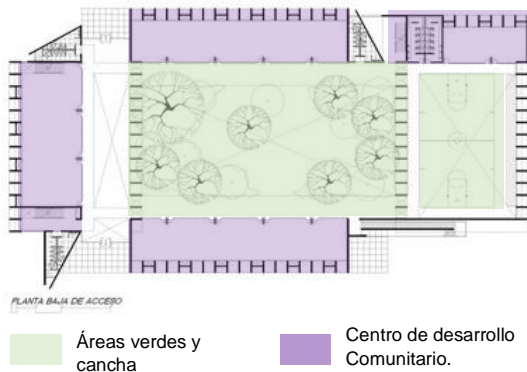 PLANTA BAJA DE ACCESO
Áreas verdes y
cancha
Centro de desarrollo
Comunitario.